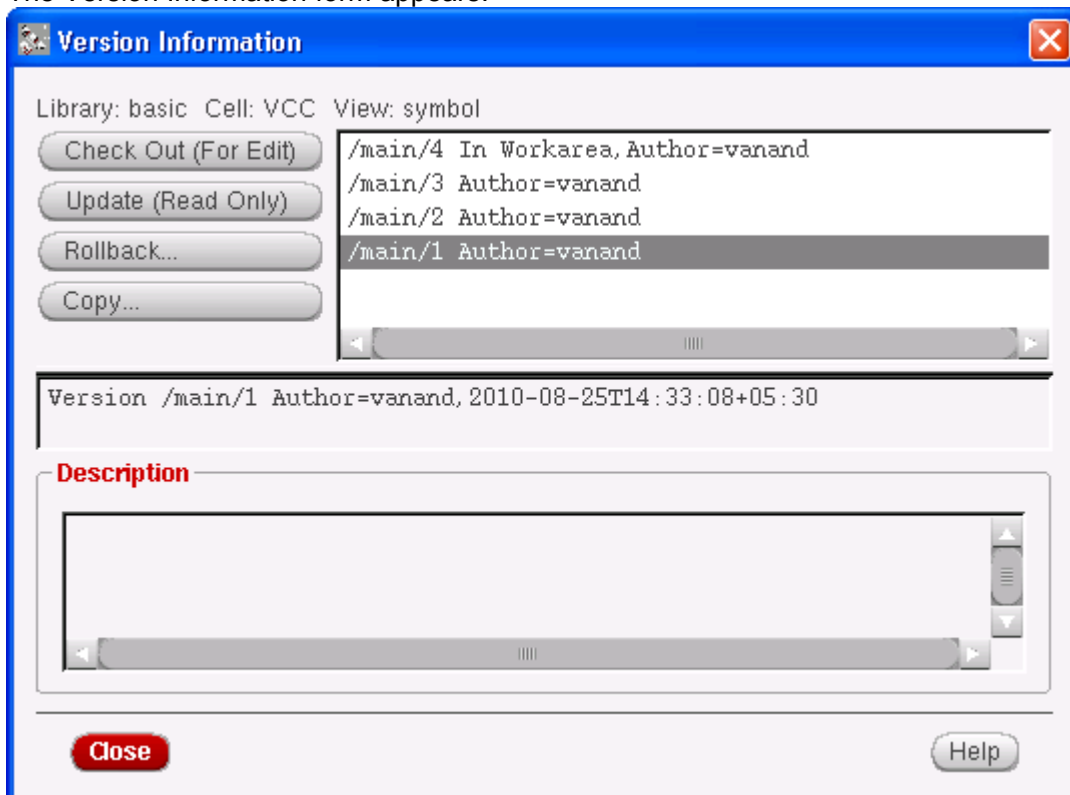 The Version Information form appears.
Version Information
Library: basic Cell: VCC View: symbol
Check Out (For Edit)
Update (Read Only)
Rollback...
Copy...
/main/4 In Workarea, Author=vanand
/main/3 Author=vanand
/main/2 Author=vanand
/main/1 Author=vanand
Version /main/1 Author=vanand, 2010-08-25T14:33:08+05:30
Description
Close
Help